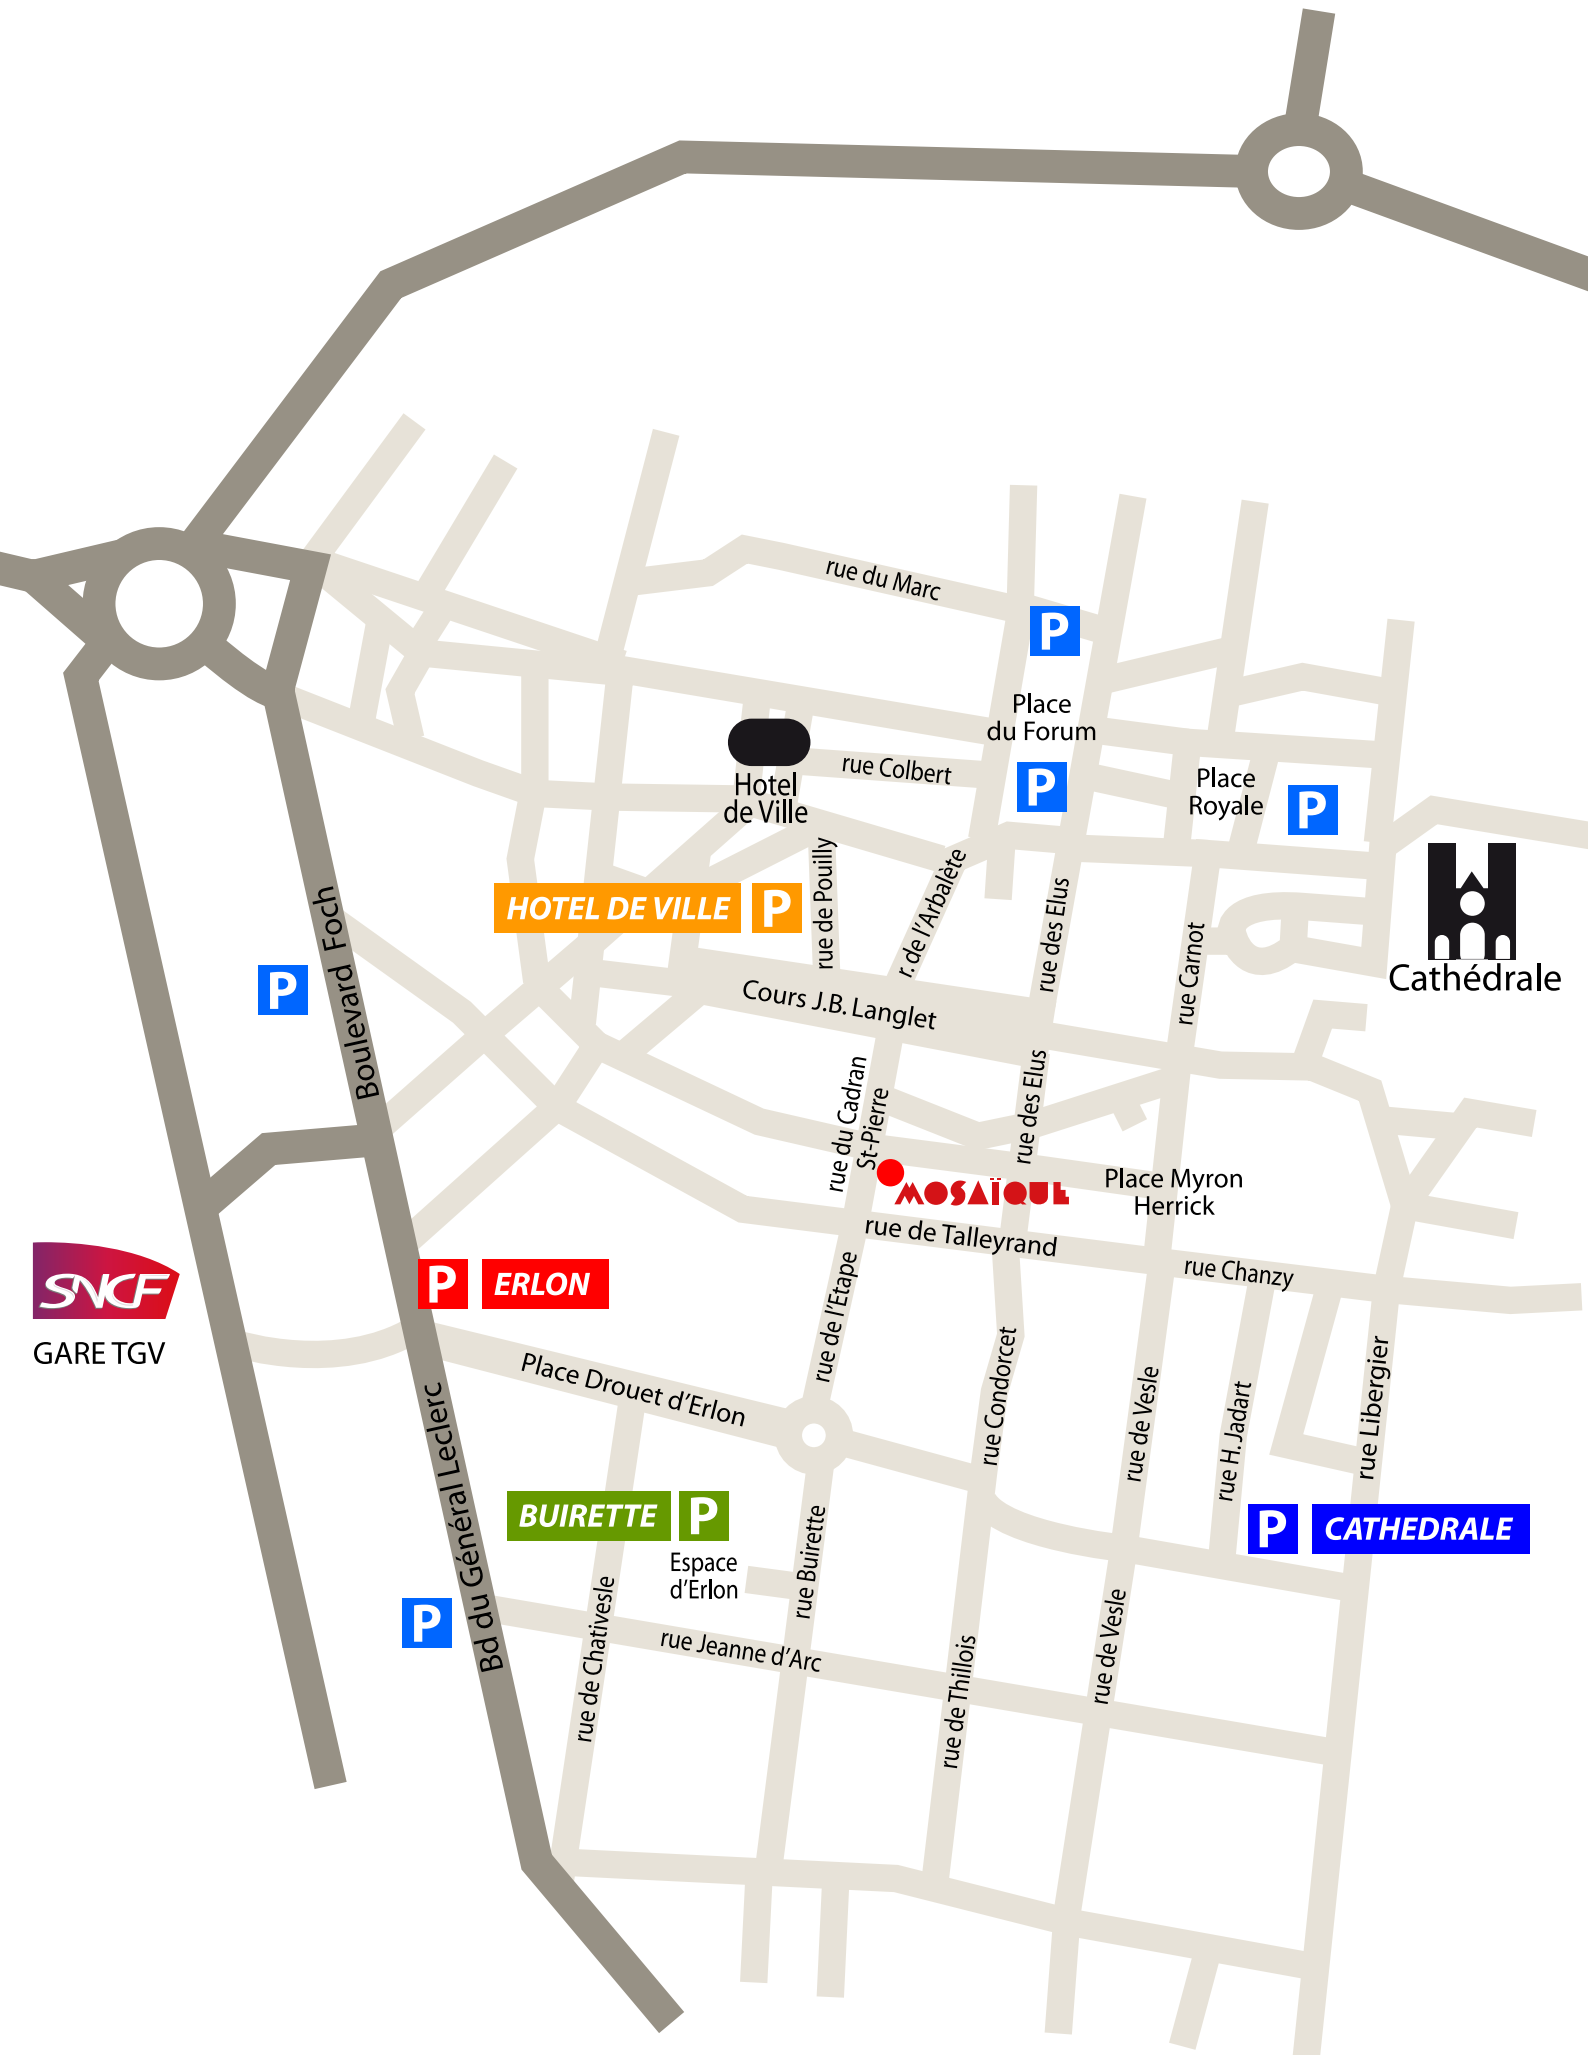 rue du Marc
P
Place
du Forum
rue Colbert
P
Place
Royale
P
Hotel
de Ville
rue de Pouilly
r. de l'Arbalète
rue des Elus
HOTEL DE VILLE
P
rue Carnot
Cathédrale
Boulevard Foch
P
Cours J.B. Langlet
rue du Cadran
St-Pierre
rue des Elus
MOSAÏQUE
Place Myron
Herrick
rue de Talleyrand
rue Chanzy
SNCF
GARE TGV
P
ERLON
rue de l'Etape
Place Drouet d'Erlon
rue Condorcet
rue de Vesle
rue H. Jadart
rue Libergier
Bd du Général Leclerc
BUIRETTE
P
Espace
d'Erlon
rue Buirette
P
CATHEDRALE
P
rue de Chativesle
rue Jeanne d'Arc
rue de Thillois
rue de Vesle